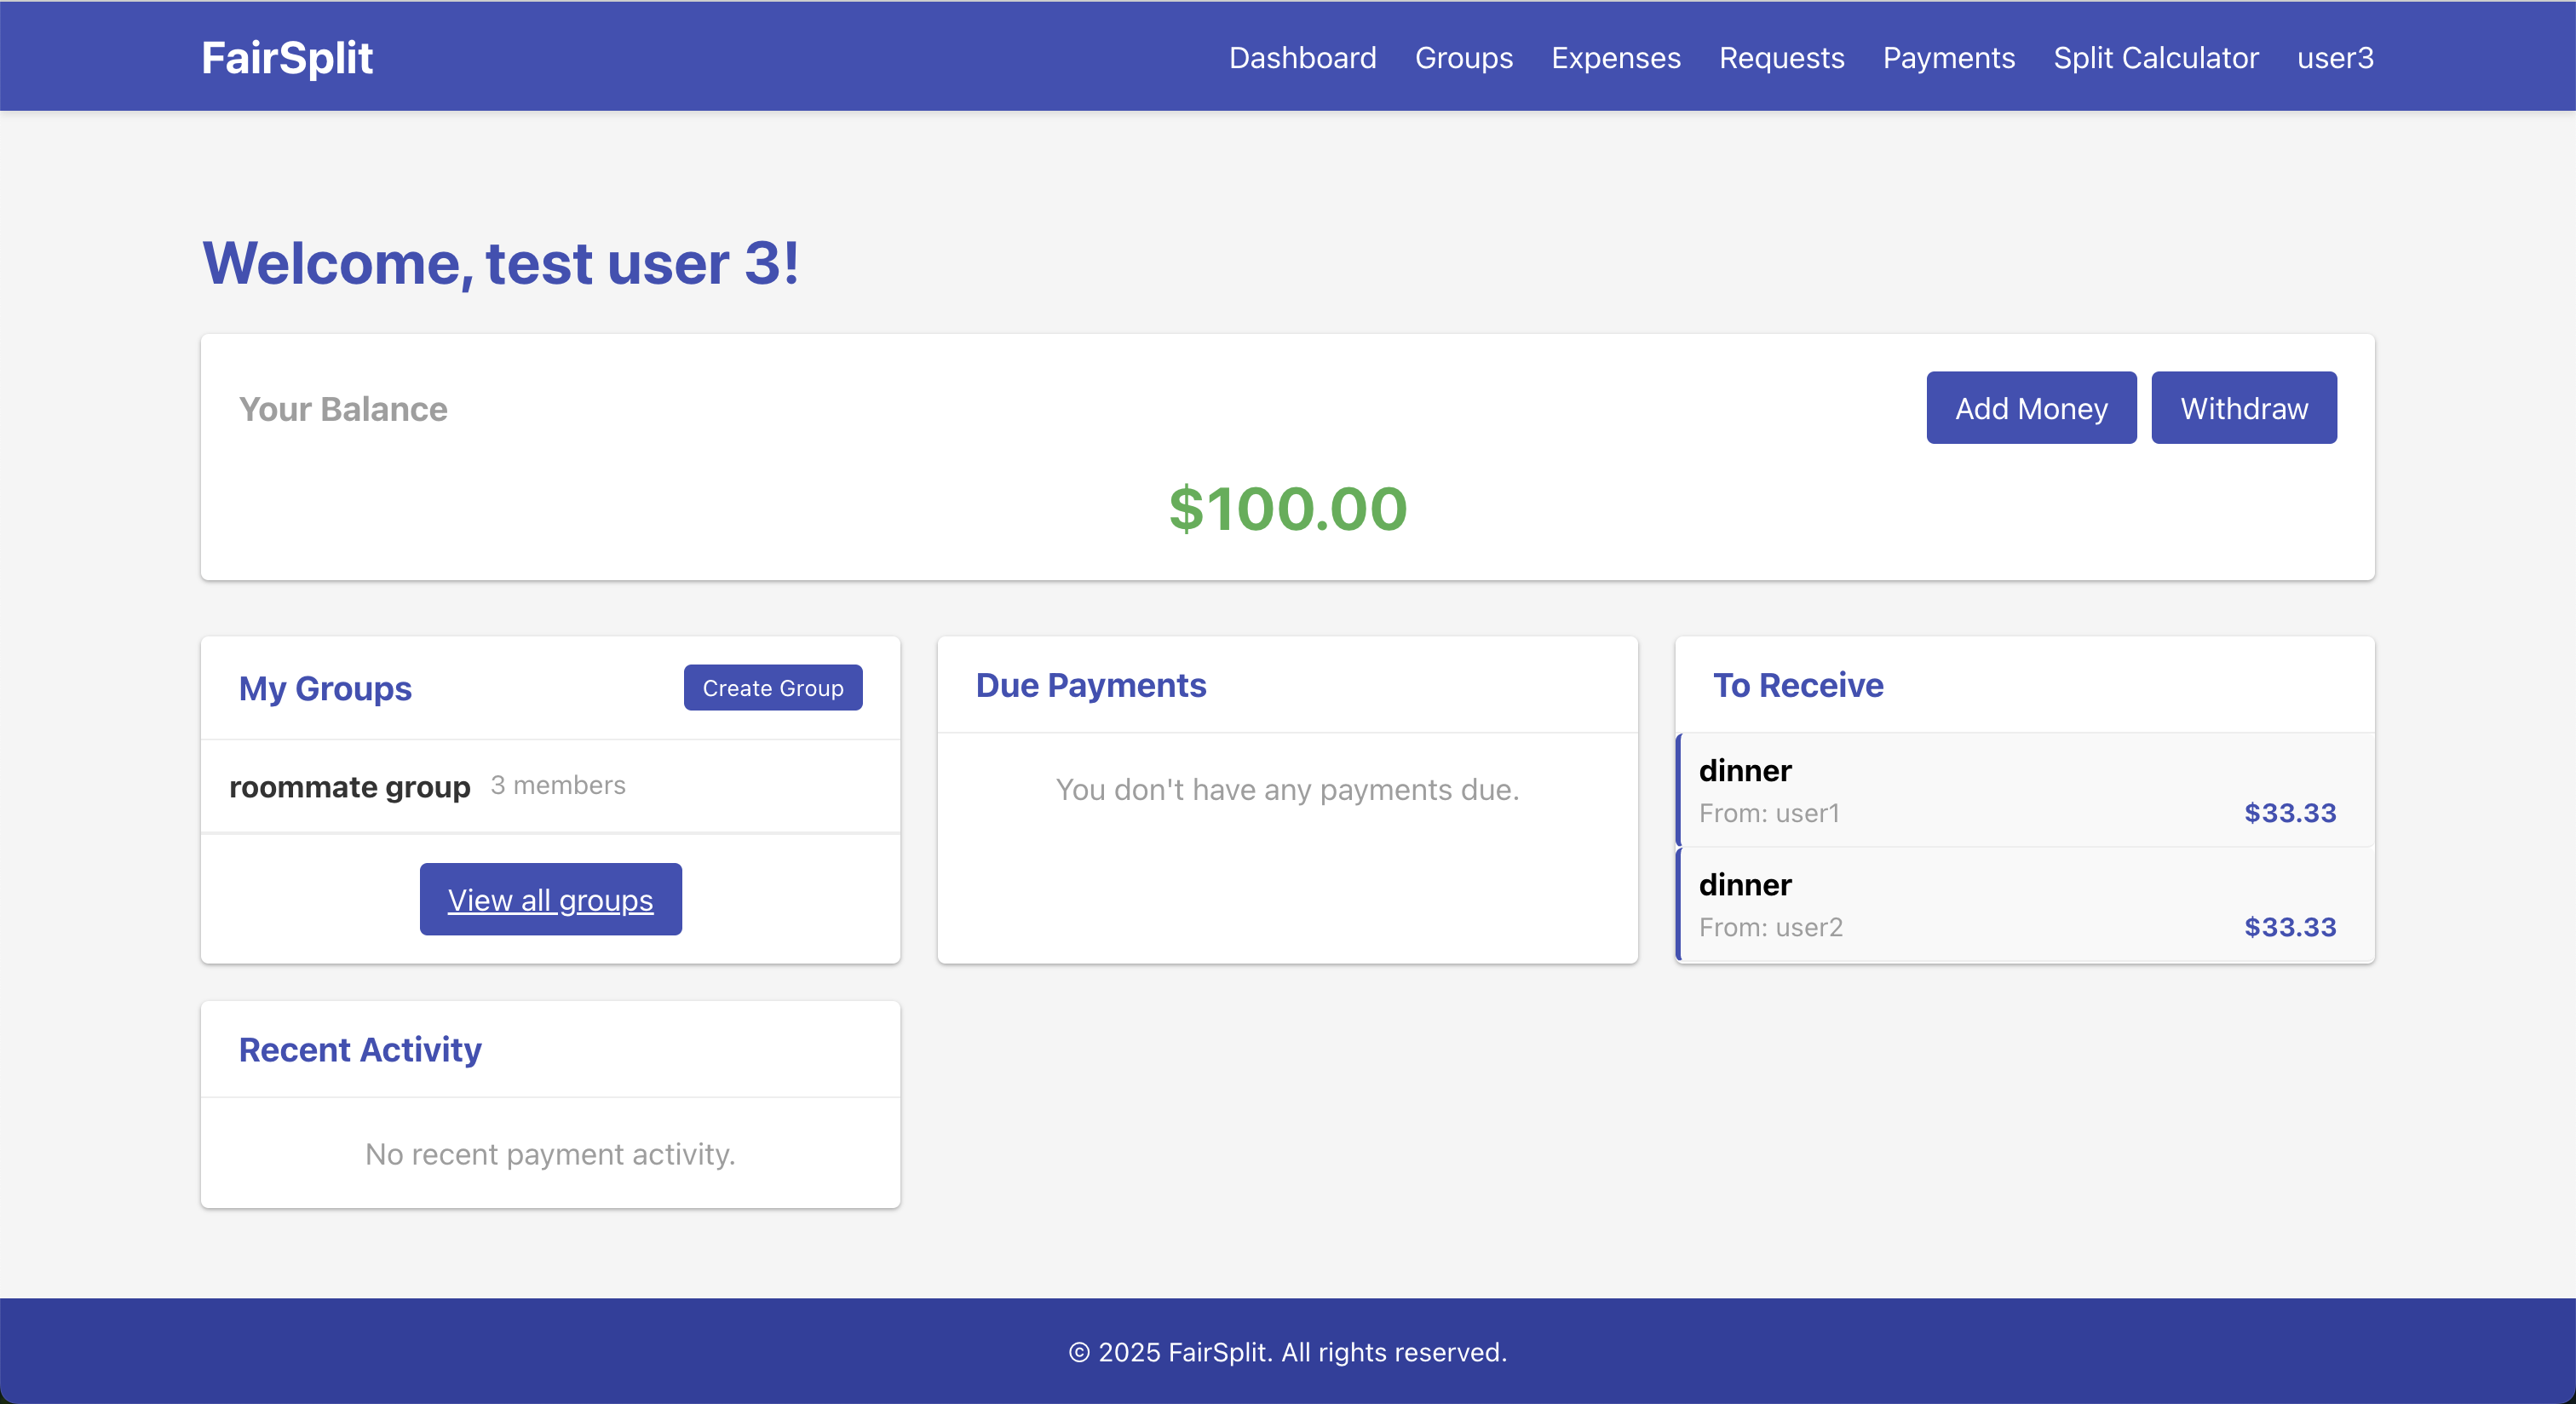 FairSplit
Dashboard Groups Expenses Requests Payments Split Calculator user3
Welcome, test user 3!
Your Balance
Add Money
Withdraw
$100.00
My Groups
Create Group
roommate group 3 members
View all groups
Due Payments
You don't have any payments due.
To Receive
dinner
From: user1 $33.33
dinner
From: user2 $33.33
Recent Activity
No recent payment activity.
© 2025 FairSplit. All rights reserved.